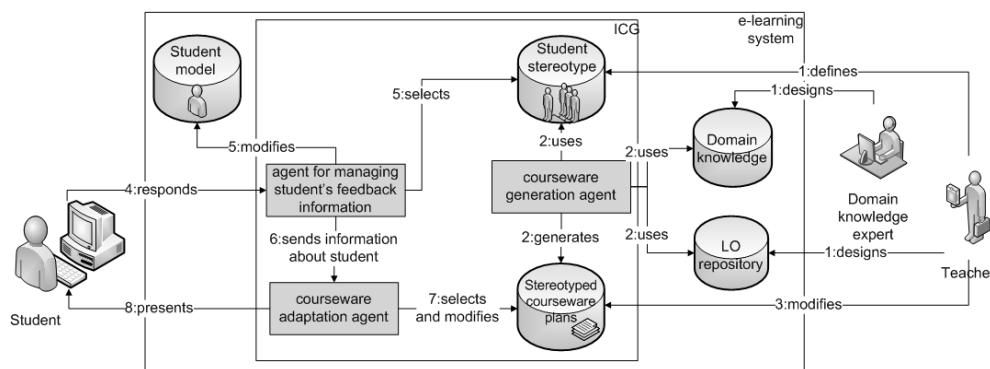 ICG
e-learning
system
Student
model
Student
stereotype
1:defines
1:designs
5:selects
5:modifies
2:uses
2:uses
Domain
knowledge
agent for managing
student's feedback
information
courseware
generation agent
4:responds
Domain
knowledge
expert
6:sends information
about student
2:generates
2:uses
LO
repository
1:designs
Teache
Student
8:presents
courseware
adaptation agent
7:selects
and modifies
Stereotyped
courseware
plans
3:modifies